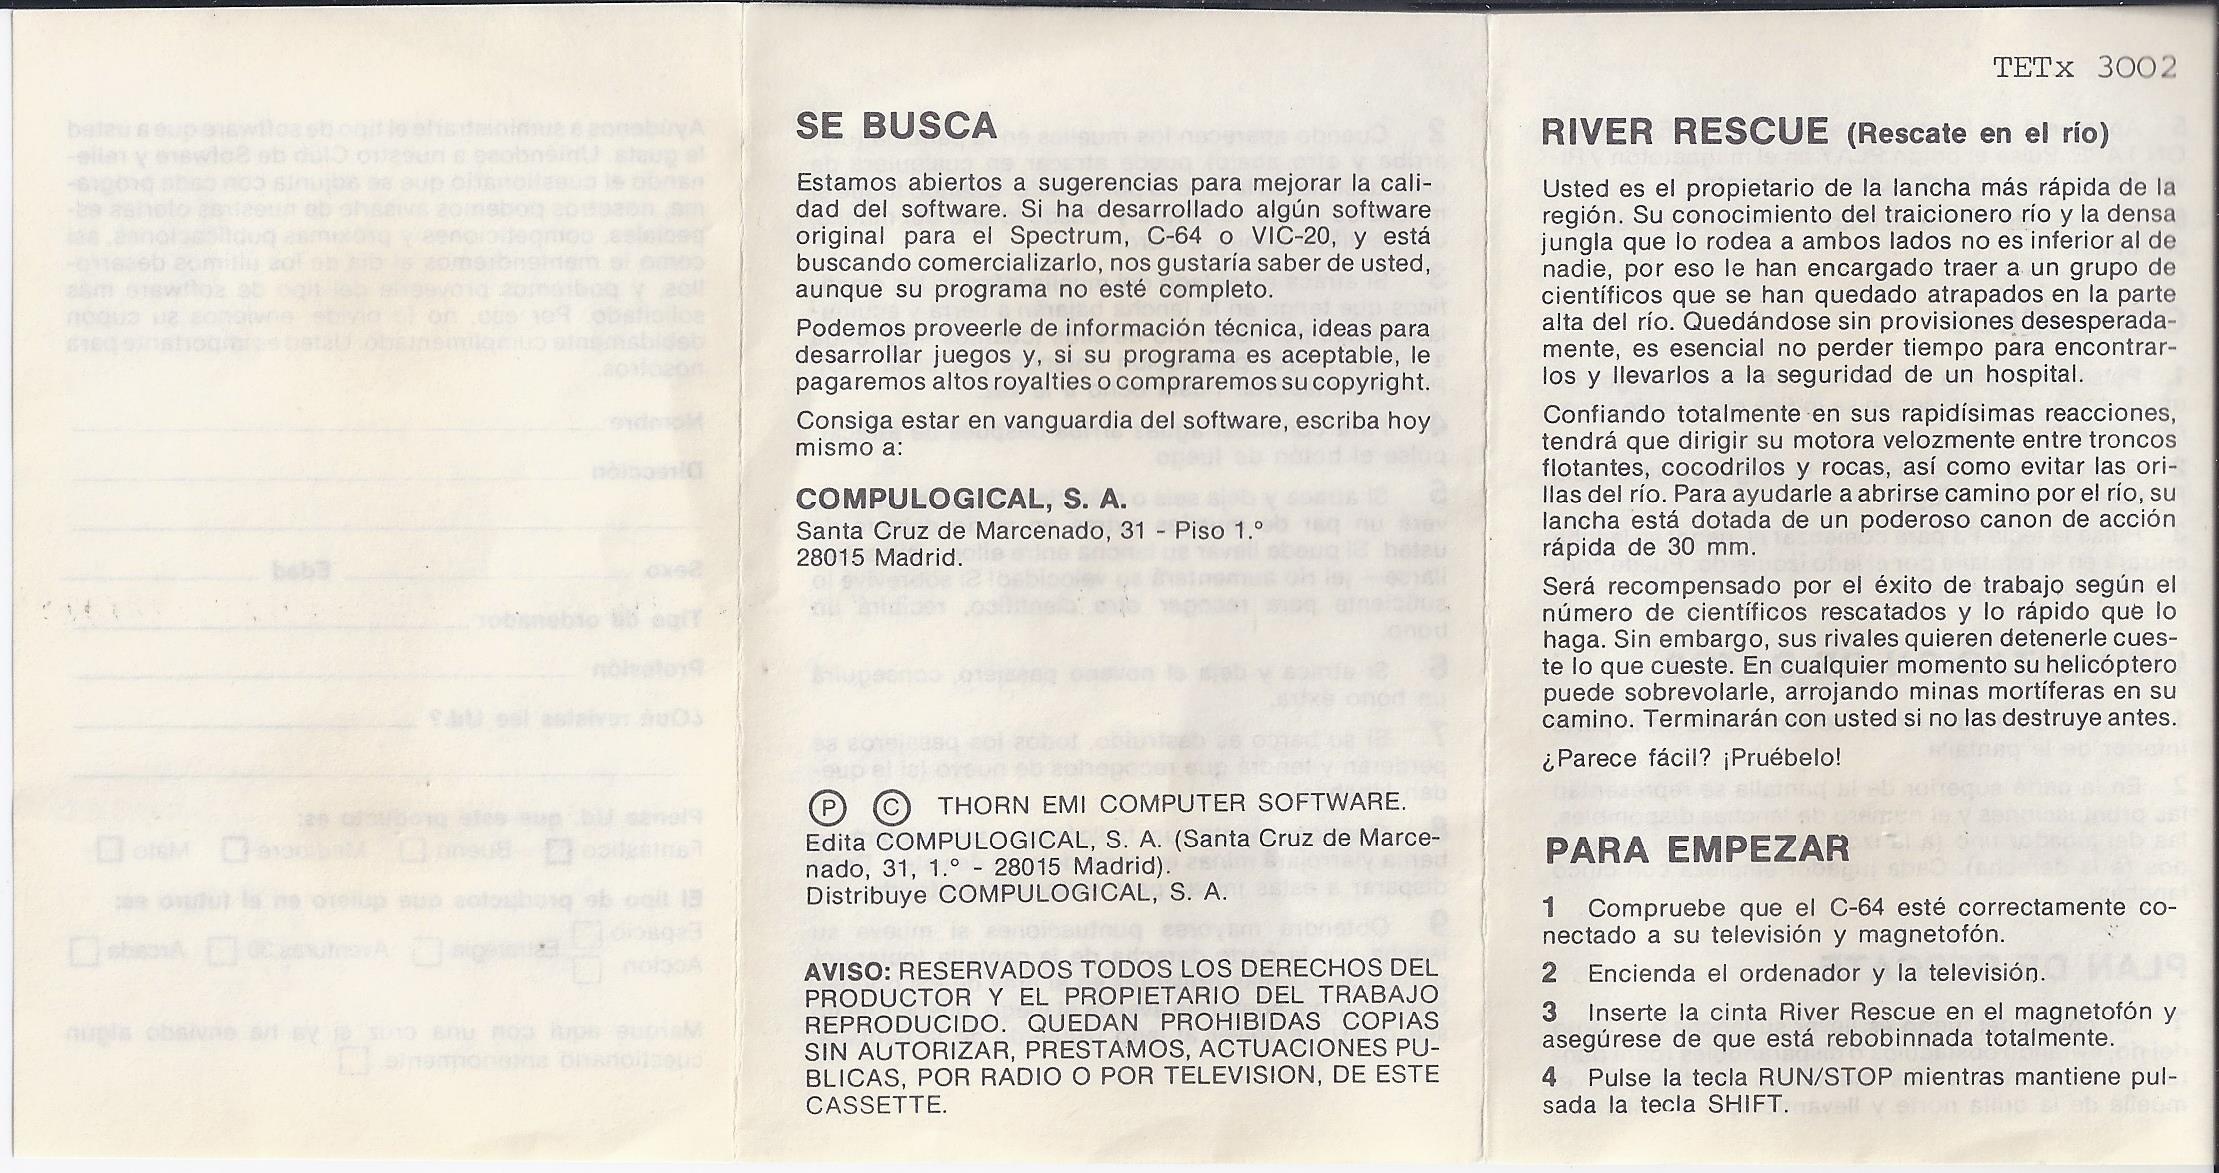 SE BUSCA
Estamos abiertos a sugerencias para mejorar la cali-
dad del software. Si ha desarrollado algún software
original para el Spectrum, C-64 o VIC-20, y está
buscando comercializarlo, nos gustaría saber de usted,
aunque su programa no esté completo.
Podemos proveerle de información técnica, ideas para
desarrollar juegos y, si su programa es aceptable, le
pagaremos altos royalties o compraremos su copyright.
Consiga estar en vanguardia del software, escriba hoy
mismo a:
COMPULOGICAL, S. A.
Santa Cruz de Marcenado, 31 - Piso 1.º
28015 Madrid.
Ⓟ © THORN EMI COMPUTER SOFTWARE.
Edita COMPULOGICAL, S. A. (Santa Cruz de Marce-
nado, 31, 1.º - 28015 Madrid).
Distribuye COMPULOGICAL, S. A.
AVISO: RESERVADOS TODOS LOS DERECHOS DEL
PRODUCTOR Y EL PROPIETARIO DEL TRABAJO
REPRODUCIDO. QUEDAN PROHIBIDAS COPIAS
SIN AUTORIZAR, PRESTAMOS, ACTUACIONES PU-
BLICAS, POR RADIO O POR TELEVISION, DE ESTE
CASSETTE.
TETx 3002
RIVER RESCUE (Rescate en el río)
Usted es el propietario de la lancha más rápida de la
región. Su conocimiento del traicionero río y la densa
jungla que lo rodea a ambos lados no es inferior al de
nadie, por eso le han encargado traer a un grupo de
científicos que se han quedado atrapados en la parte
alta del río. Quedándose sin provisiones desesperada-
mente, es esencial no perder tiempo para encontrar-
los y llevarlos a la seguridad de un hospital.
Confiando totalmente en sus rapidísimas reacciones,
tendrá que dirigir su motora velozmente entre troncos
flotantes, cocodrilos y rocas, así como evitar las ori-
llas del río. Para ayudarle a abrirse camino por el río, su
lancha está dotada de un poderoso canon de acción
rápida de 30 mm.
Será recompensado por el éxito de trabajo según el
número de científicos rescatados y lo rápido que lo
haga. Sin embargo, sus rivales quieren detenerle cues-
te lo que cueste. En cualquier momento su helicóptero
puede sobrevolarle, arrojando minas mortíferas en su
camino. Terminarán con usted si no las destruye antes.
¿Parece fácil? ¡Pruébelo!
PARA EMPEZAR
1 Compruebe que el C-64 esté correctamente co-
nectado a su televisión y magnetofón.
2 Encienda el ordenador y la televisión.
3 Inserte la cinta River Rescue en el magnetofón y
asegúrese de que está rebobinnada totalmente.
4 Pulse la tecla RUN/STOP mientras mantiene pul-
sada la tecla SHIFT.